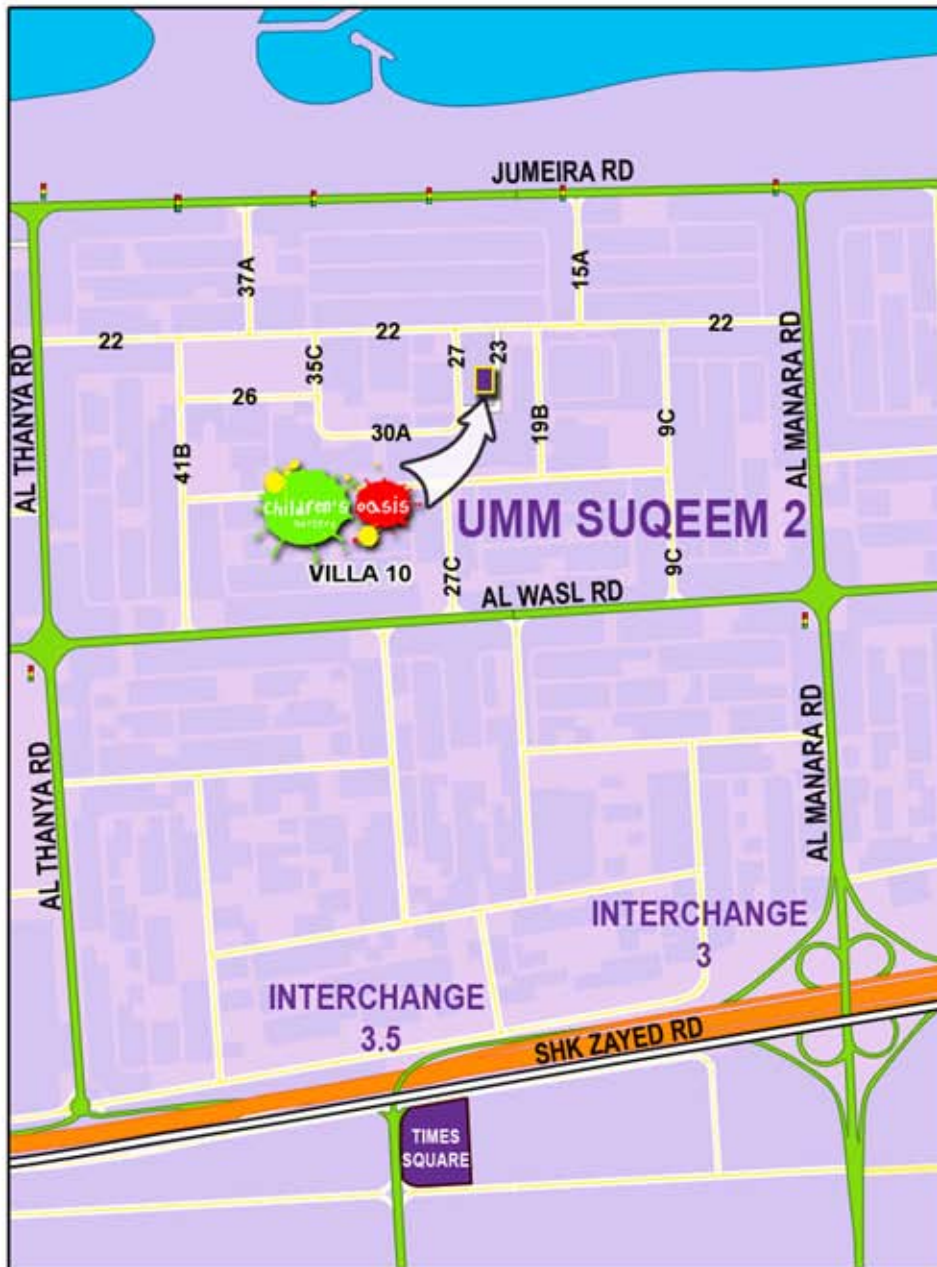 JUMEIRA RD
37A
15A
22
22
22
AL THANYA RD
35C
27
23
AL MANARA RD
26
30A
41B
19B
9C
children's
nursery
oasis
UMM SUQEEM 2
VILLA 10
27C
9C
AL WASL RD
AL THANYA RD
AL MANARA RD
INTERCHANGE
3
INTERCHANGE
3.5
SHK ZAYED RD
TIMES
SQUARE